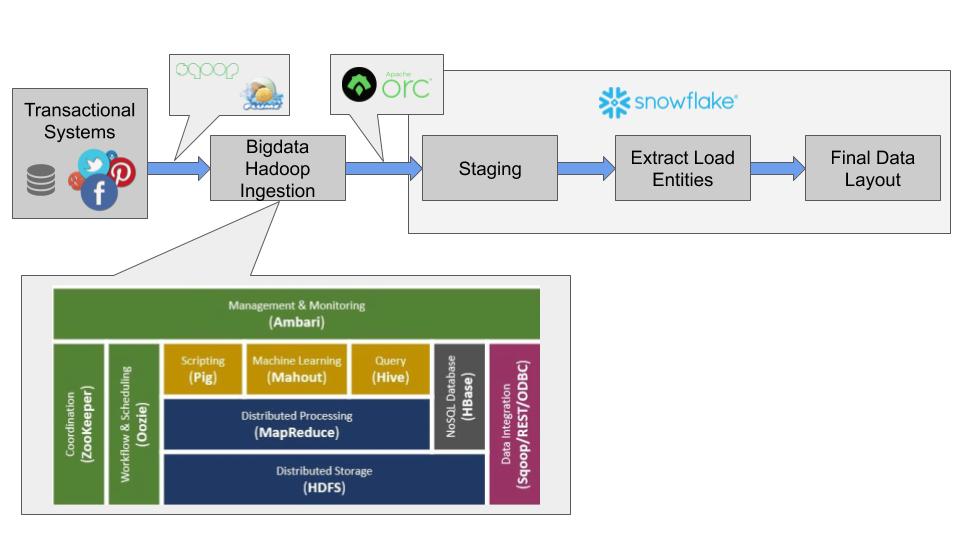 Transactional
Systems
sqoop
Bigdata
Hadoop
Ingestion
Apache
orc
snowflake®
Staging
Extract Load
Entities
Final Data
Layout
Management & Monitoring
(Ambari)
Coordination
(ZooKeeper)
Workflow & Scheduling
(Oozie)
Scripting
(Pig)
Machine Learning
(Mahout)
Query
(Hive)
Distributed Processing
(MapReduce)
Distributed Storage
(HDFS)
NoSQL Database
(HBase)
Data Integration
(Sqoop/REST/ODBC)